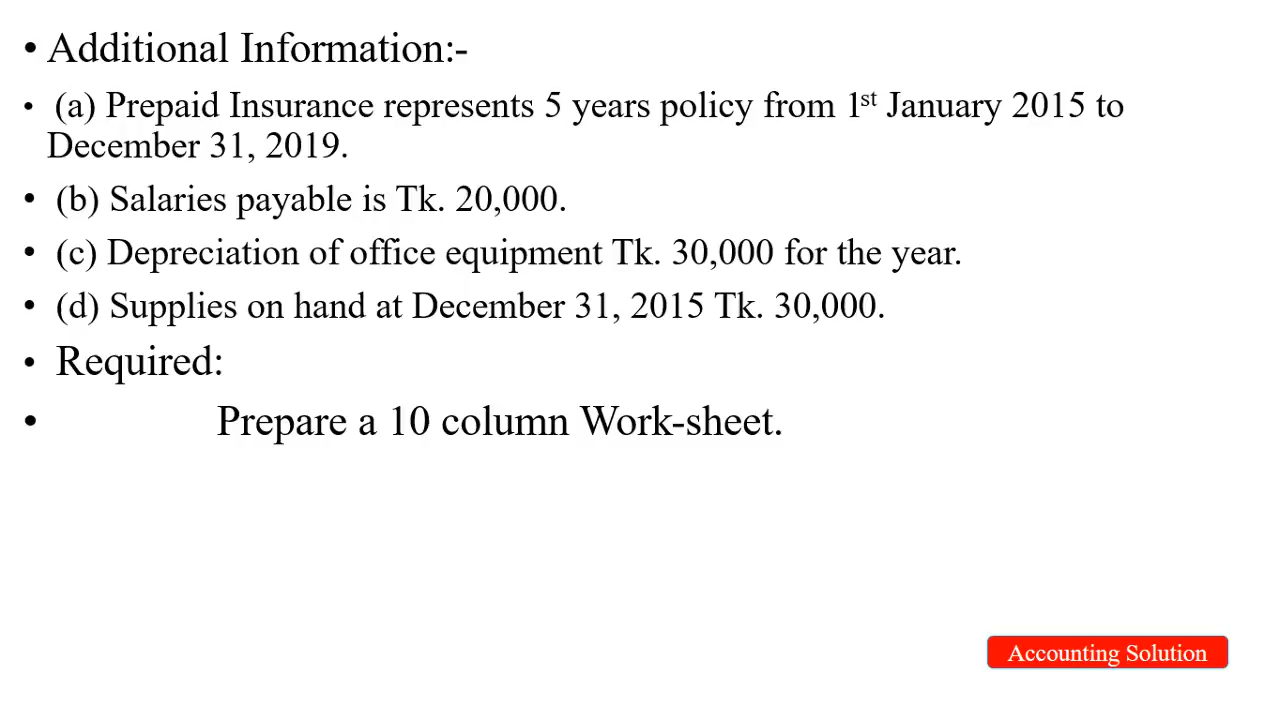 • Additional Information:-
• (a) Prepaid Insurance represents 5 years policy from 1st January 2015 to
December 31, 2019.
• (b) Salaries payable is Tk. 20,000.
• (c) Depreciation of office equipment Tk. 30,000 for the year.
• (d) Supplies on hand at December 31, 2015 Tk. 30,000.
• Required:
• Prepare a 10 column Work-sheet.
Accounting Solution